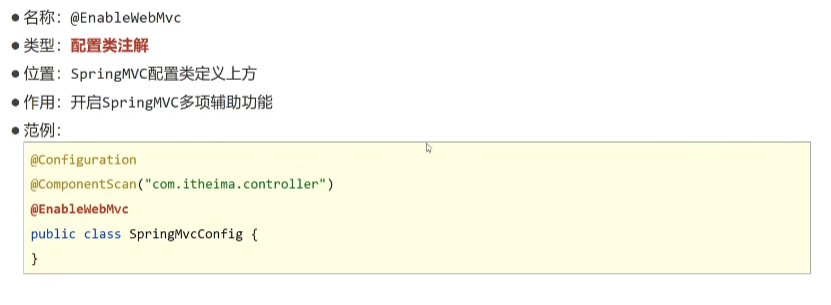 ● 名称：@EnableWebMvc
● 类型：配置类注解
● 位置：SpringMVC配置类定义上方
● 作用：开启SpringMVC多项辅助功能
● 范例：
@Configuration
@ComponentScan("com.itheima.controller")
@EnableWebMvc
public class SpringMvcConfig {
}